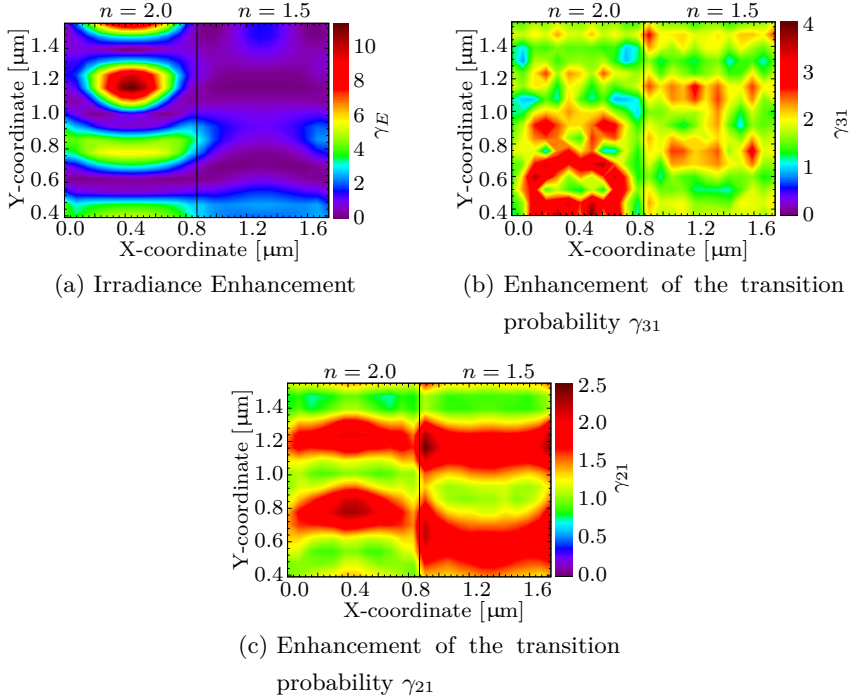 n = 2.0 n = 1.5
1.4
1.2
1.0
0.8
0.6
0.4
Y-coordinate [μm]
0.0 0.4 0.8 1.2 1.6
X-coordinate [μm]
10
8
6
4
2
0
γE
(a) Irradiance Enhancement
n = 2.0 n = 1.5
1.4
1.2
1.0
0.8
0.6
0.4
Y-coordinate [μm]
0.0 0.4 0.8 1.2 1.6
X-coordinate [μm]
4
3
2
1
0
γ31
(b) Enhancement of the transition
probability γ31
n = 2.0 n = 1.5
1.4
1.2
1.0
0.8
0.6
0.4
Y-coordinate [μm]
0.0 0.4 0.8 1.2 1.6
X-coordinate [μm]
2.5
2.0
1.5
1.0
0.5
0.0
γ21
(c) Enhancement of the transition
probability γ21